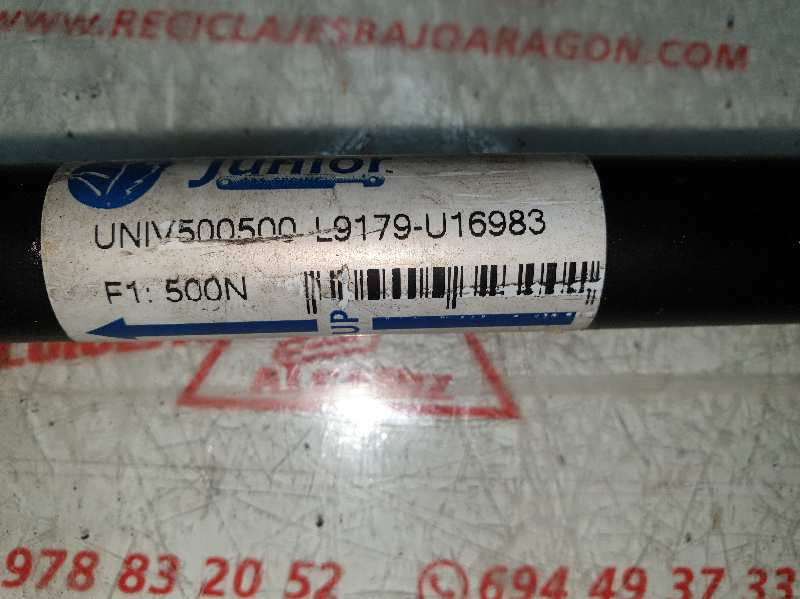 WWW.RECICLAJESBAJOARAGON.COM
Junior
UNIV500500 L9179-U16983
F1: 500N
UP
978 83 20 52
694 49 37 33